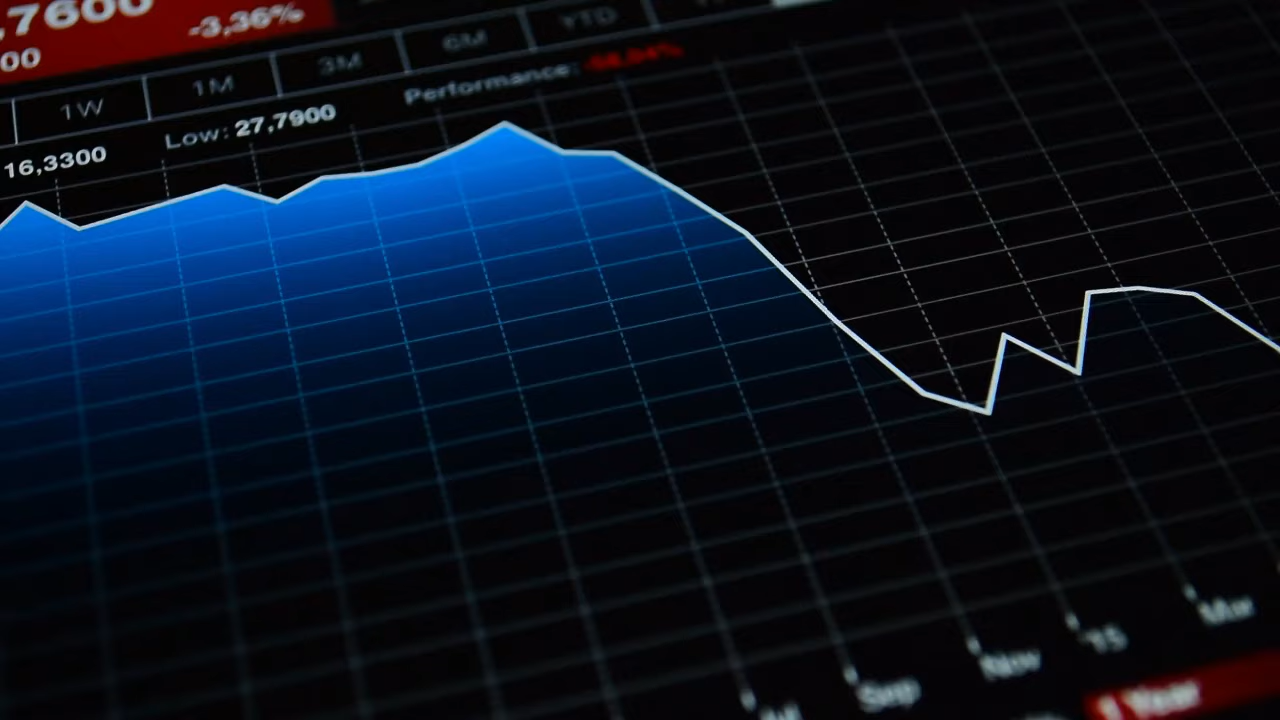 ,7600 -3,36%
00
1W 1M 3M 6M YTD
16,3300 Low: 27,7900 Performance:
Jul Sep Nov '15 Mar
1 Year